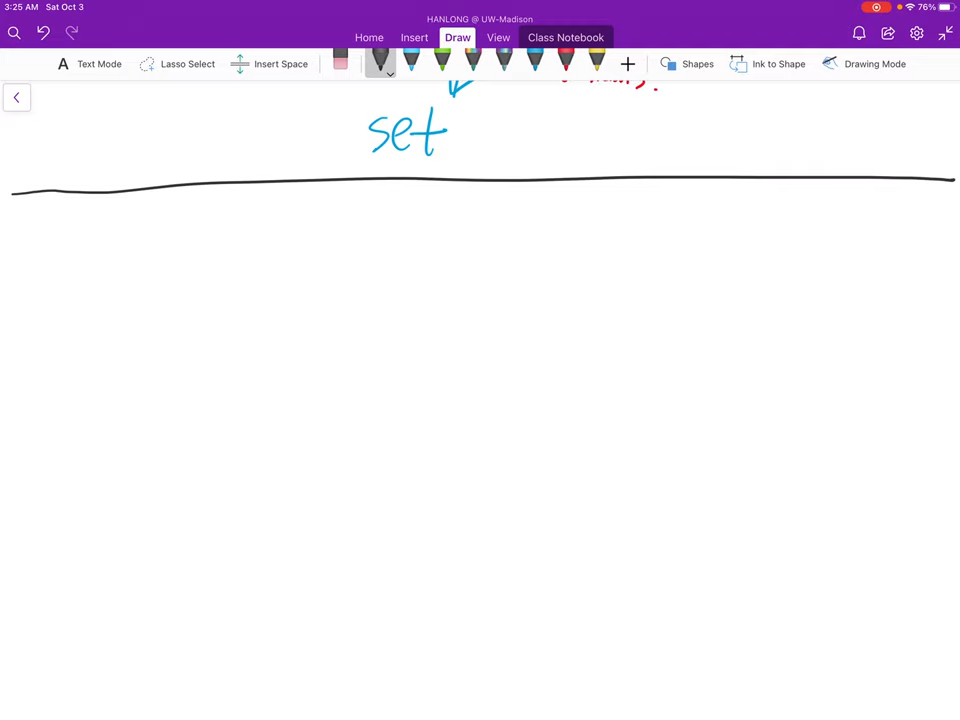 3:25 AM Sat Oct 3 76%
HANLONG @ UW-Madison
Home Insert Draw View Class Notebook
Text Mode Lasso Select Insert Space Shapes Ink to Shape Drawing Mode
set